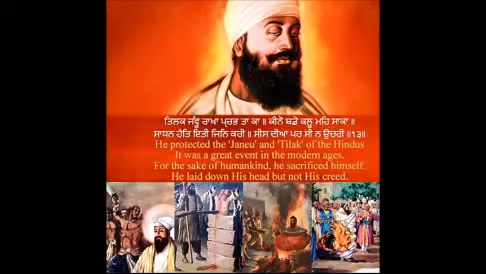 ਤਿਲਕ ਜੰਞੂ ਰਾਖਾ ਪ੍ਰਭ ਤਾ ਕਾ ॥ ਕੀਨੋ ਬਡੋ ਕਲੂ ਮਹਿ ਸਾਕਾ ॥
ਸਾਧਨ ਹੇਤਿ ਇਤੀ ਜਿਨਿ ਕਰੀ ॥ ਸੀਸ ਦੀਆ ਪਰ ਸੀ ਨ ਉਚਰੀ ॥੧੩॥
He protected the 'Janeu' and 'Tilak' of the Hindus
It was a great event in the modern ages.
For the sake of humankind, he sacrificed himself.
He laid down His head but not His creed.